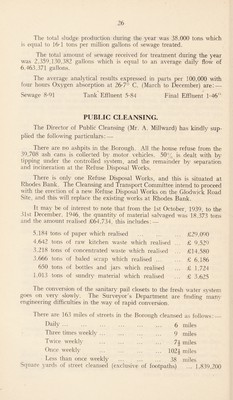 26
The total sludge production during the year was 38,000 tons which
is equal to 16·1 tons per million gallons of sewage treated.
The total amount of sewage received for treatment during the year
was 2,359,130,382 gallons which is equal to an average daily flow of
6,463,371 gallons.
The average analytical results expressed in parts per 100,000 with
four hours Oxygen absorption at 26·7° C. (March to December) are:—
Sewage 8·91 Tank Effluent 5·84 Final Effluent 1·46"
PUBLIC CLEANSING.
The Director of Public Cleansing (Mr. A. Millward) has kindly sup-
plied the following particulars:—
There are no ashpits in the Borough. All the house refuse from the
39,708 ash cans is collected by motor vehicles. 50% is dealt with by
tipping under the controlled system, and the remainder by separation
and incineration at the Refuse Disposal Works.
There is only one Refuse Disposal Works, and this is situated at
Rhodes Bank. The Cleansing and Transport Committee intend to proceed
with the erection of a new Refuse Disposal Works on the Glodwick Road
Site, and this will replace the existing works at Rhodes Bank.
It may be of interest to note that from the 1st October, 1939, to the
31st December, 1946, the quantity of material salvaged was 18,373 tons
and the amount realised £64,734, this includes:—
5,184 tons of paper which realised £29,090
4,642 tons of raw kitchen waste which realised ... £ 9,529
3,218 tons of concentrated waste which realised £14,580
3,666 tons of baled scrap which realised ... £ 6,186
650 tons of bottles and jars which realised £ 1,724
1,013 tons of sundry material which realised £ 3,625
The conversion of the sanitary pail closets to the fresh water system
goes on very slowly. The Surveyor's Department are finding many
engineering difficulties in the way of rapid conversion.
There are 163 miles of streets in the Borough cleansed as follows:—
Daily ... 6 miles
Three times weekly 9 miles
Twice weekly 7½ miles
Once weekly 102½ miles
Less than once weekly 38 miles
Square yards of street cleansed (exclusive of footpaths) ... 1,839,200